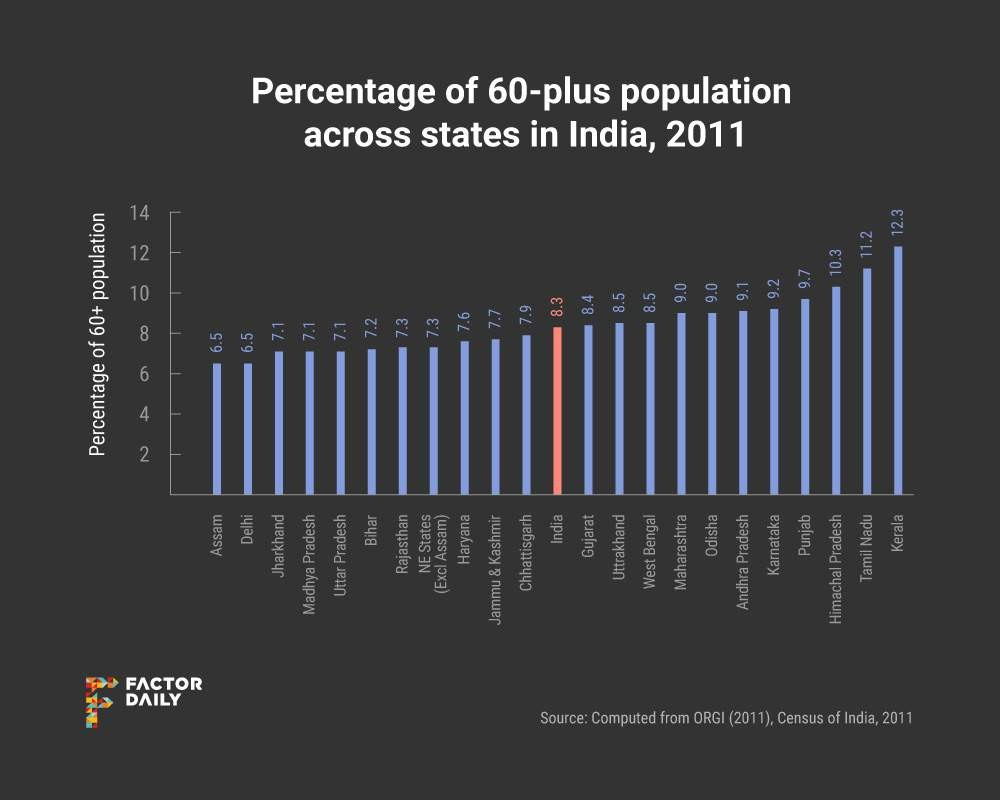 Percentage of 60-plus population
across states in India, 2011
Percentage of 60+ population
14
12
10
8
6
4
2
6.5
6.5
7.1
7.1
7.1
7.2
7.3
7.3
7.6
7.7
7.9
8.3
8.4
8.5
8.5
9.0
9.0
9.1
9.2
9.7
10.3
11.2
12.3
Assam
Delhi
Jharkhand
Madhya Pradesh
Uttar Pradesh
Bihar
Rajasthan
NE States
(Excl Assam)
Haryana
Jammu & Kashmir
Chhattisgarh
India
Gujarat
Uttrakhand
West Bengal
Maharashtra
Odisha
Andhra Pradesh
Karnataka
Punjab
Himachal Pradesh
Tamil Nadu
Kerala
FACTOR
DAILY
Source: Computed from ORGI (2011), Census of India, 2011